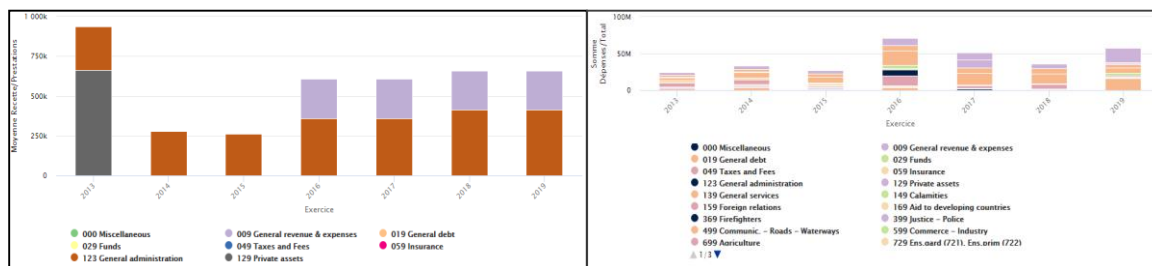 1 000k
750k
500k
250k
0
Moyenne Recette/Prestations
2013
2014
2015
2016
2017
2018
2019
Exercice
000 Miscellaneous
009 General revenue & expenses
019 General debt
029 Funds
049 Taxes and Fees
059 Insurance
123 General administration
129 Private assets
100M
50M
0
Somme
Dépenses/Total
2013
2014
2015
2016
2017
2018
2019
Exercice
000 Miscellaneous
009 General revenue & expenses
019 General debt
029 Funds
049 Taxes and Fees
059 Insurance
123 General administration
129 Private assets
139 General services
149 Calamities
159 Foreign relations
169 Aid to developing countries
369 Firefighters
399 Justice - Police
499 Communic. - Roads - Waterways
599 Commerce - Industry
699 Agriculture
729 Ens.gard (721), Ens.prim (722)
1/3